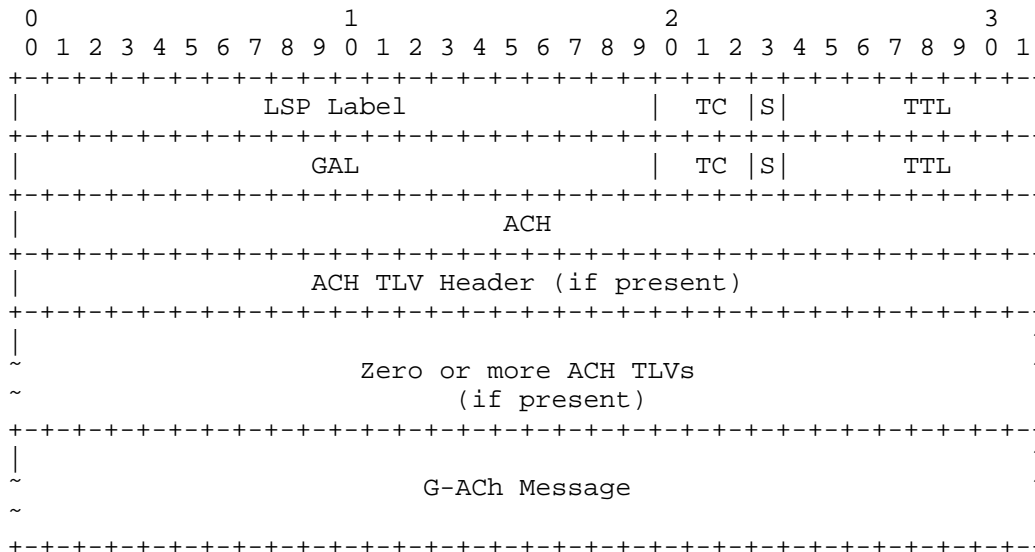 0                   1                   2                   3
 0 1 2 3 4 5 6 7 8 9 0 1 2 3 4 5 6 7 8 9 0 1 2 3 4 5 6 7 8 9 0 1
+-+-+-+-+-+-+-+-+-+-+-+-+-+-+-+-+-+-+-+-+-+-+-+-+-+-+-+-+-+-+-+-
|               LSP Label               |  TC |S|       TTL
+-+-+-+-+-+-+-+-+-+-+-+-+-+-+-+-+-+-+-+-+-+-+-+-+-+-+-+-+-+-+-+-
|                  GAL                  |  TC |S|       TTL
+-+-+-+-+-+-+-+-+-+-+-+-+-+-+-+-+-+-+-+-+-+-+-+-+-+-+-+-+-+-+-+-
|                              ACH
+-+-+-+-+-+-+-+-+-+-+-+-+-+-+-+-+-+-+-+-+-+-+-+-+-+-+-+-+-+-+-+-
|                  ACH TLV Header (if present)
+-+-+-+-+-+-+-+-+-+-+-+-+-+-+-+-+-+-+-+-+-+-+-+-+-+-+-+-+-+-+-+-
|
~                     Zero or more ACH TLVs
~                           (if present)
+-+-+-+-+-+-+-+-+-+-+-+-+-+-+-+-+-+-+-+-+-+-+-+-+-+-+-+-+-+-+-+-
|
~                         G-ACh Message
~
+-+-+-+-+-+-+-+-+-+-+-+-+-+-+-+-+-+-+-+-+-+-+-+-+-+-+-+-+-+-+-+-